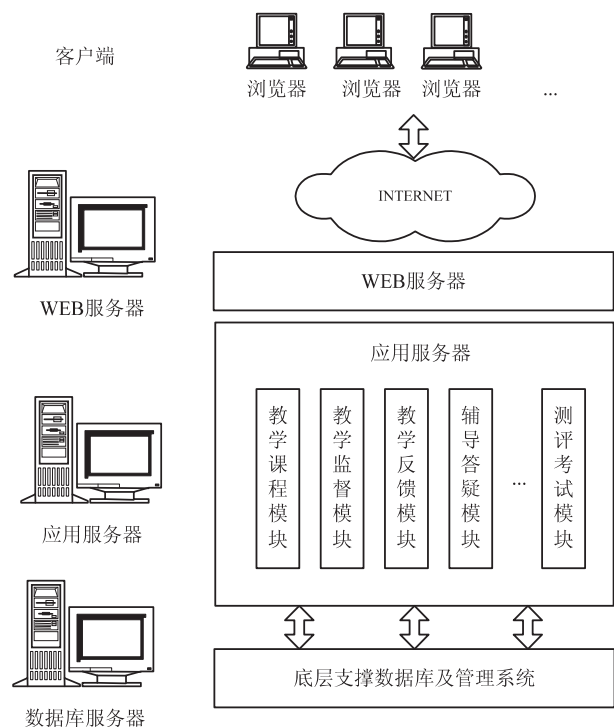 客户端
浏览器 浏览器 浏览器 ...
INTERNET
WEB服务器
WEB服务器
应用服务器
教学课程模块
教学监督模块
教学反馈模块
辅导答疑模块
...
测评考试模块
应用服务器
底层支撑数据库及管理系统
数据库服务器